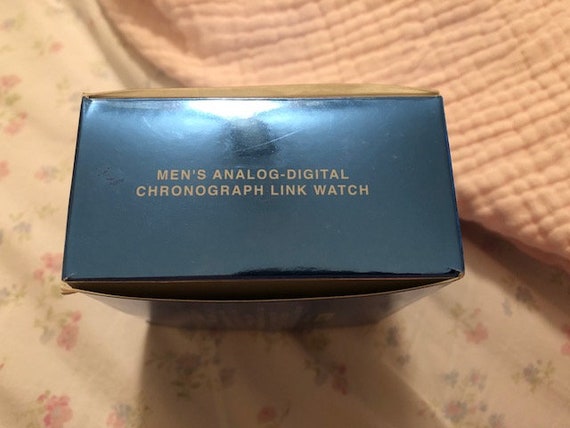 MEN'S ANALOG-DIGITAL
CHRONOGRAPH LINK WATCH